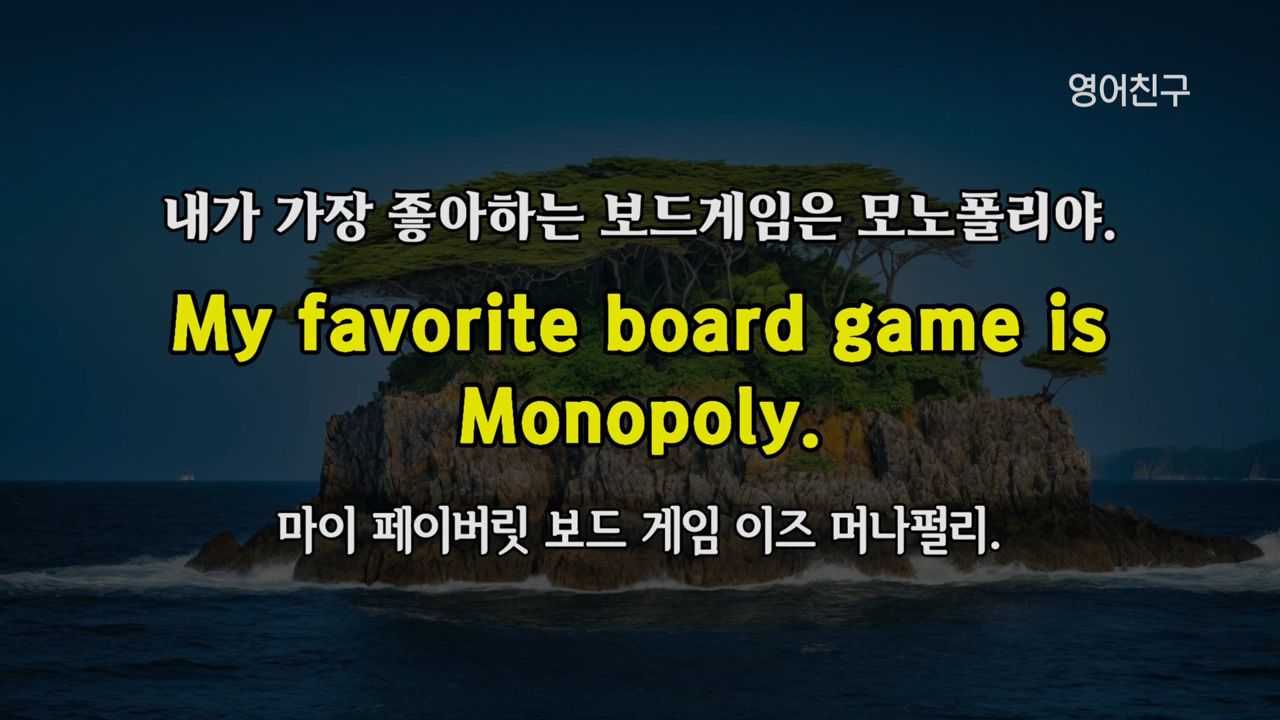 영어친구
내가 가장 좋아하는 보드게임은 모노폴리야.
My favorite board game is
Monopoly.
마이 페이버릿 보드 게임 이즈 머나펄리.